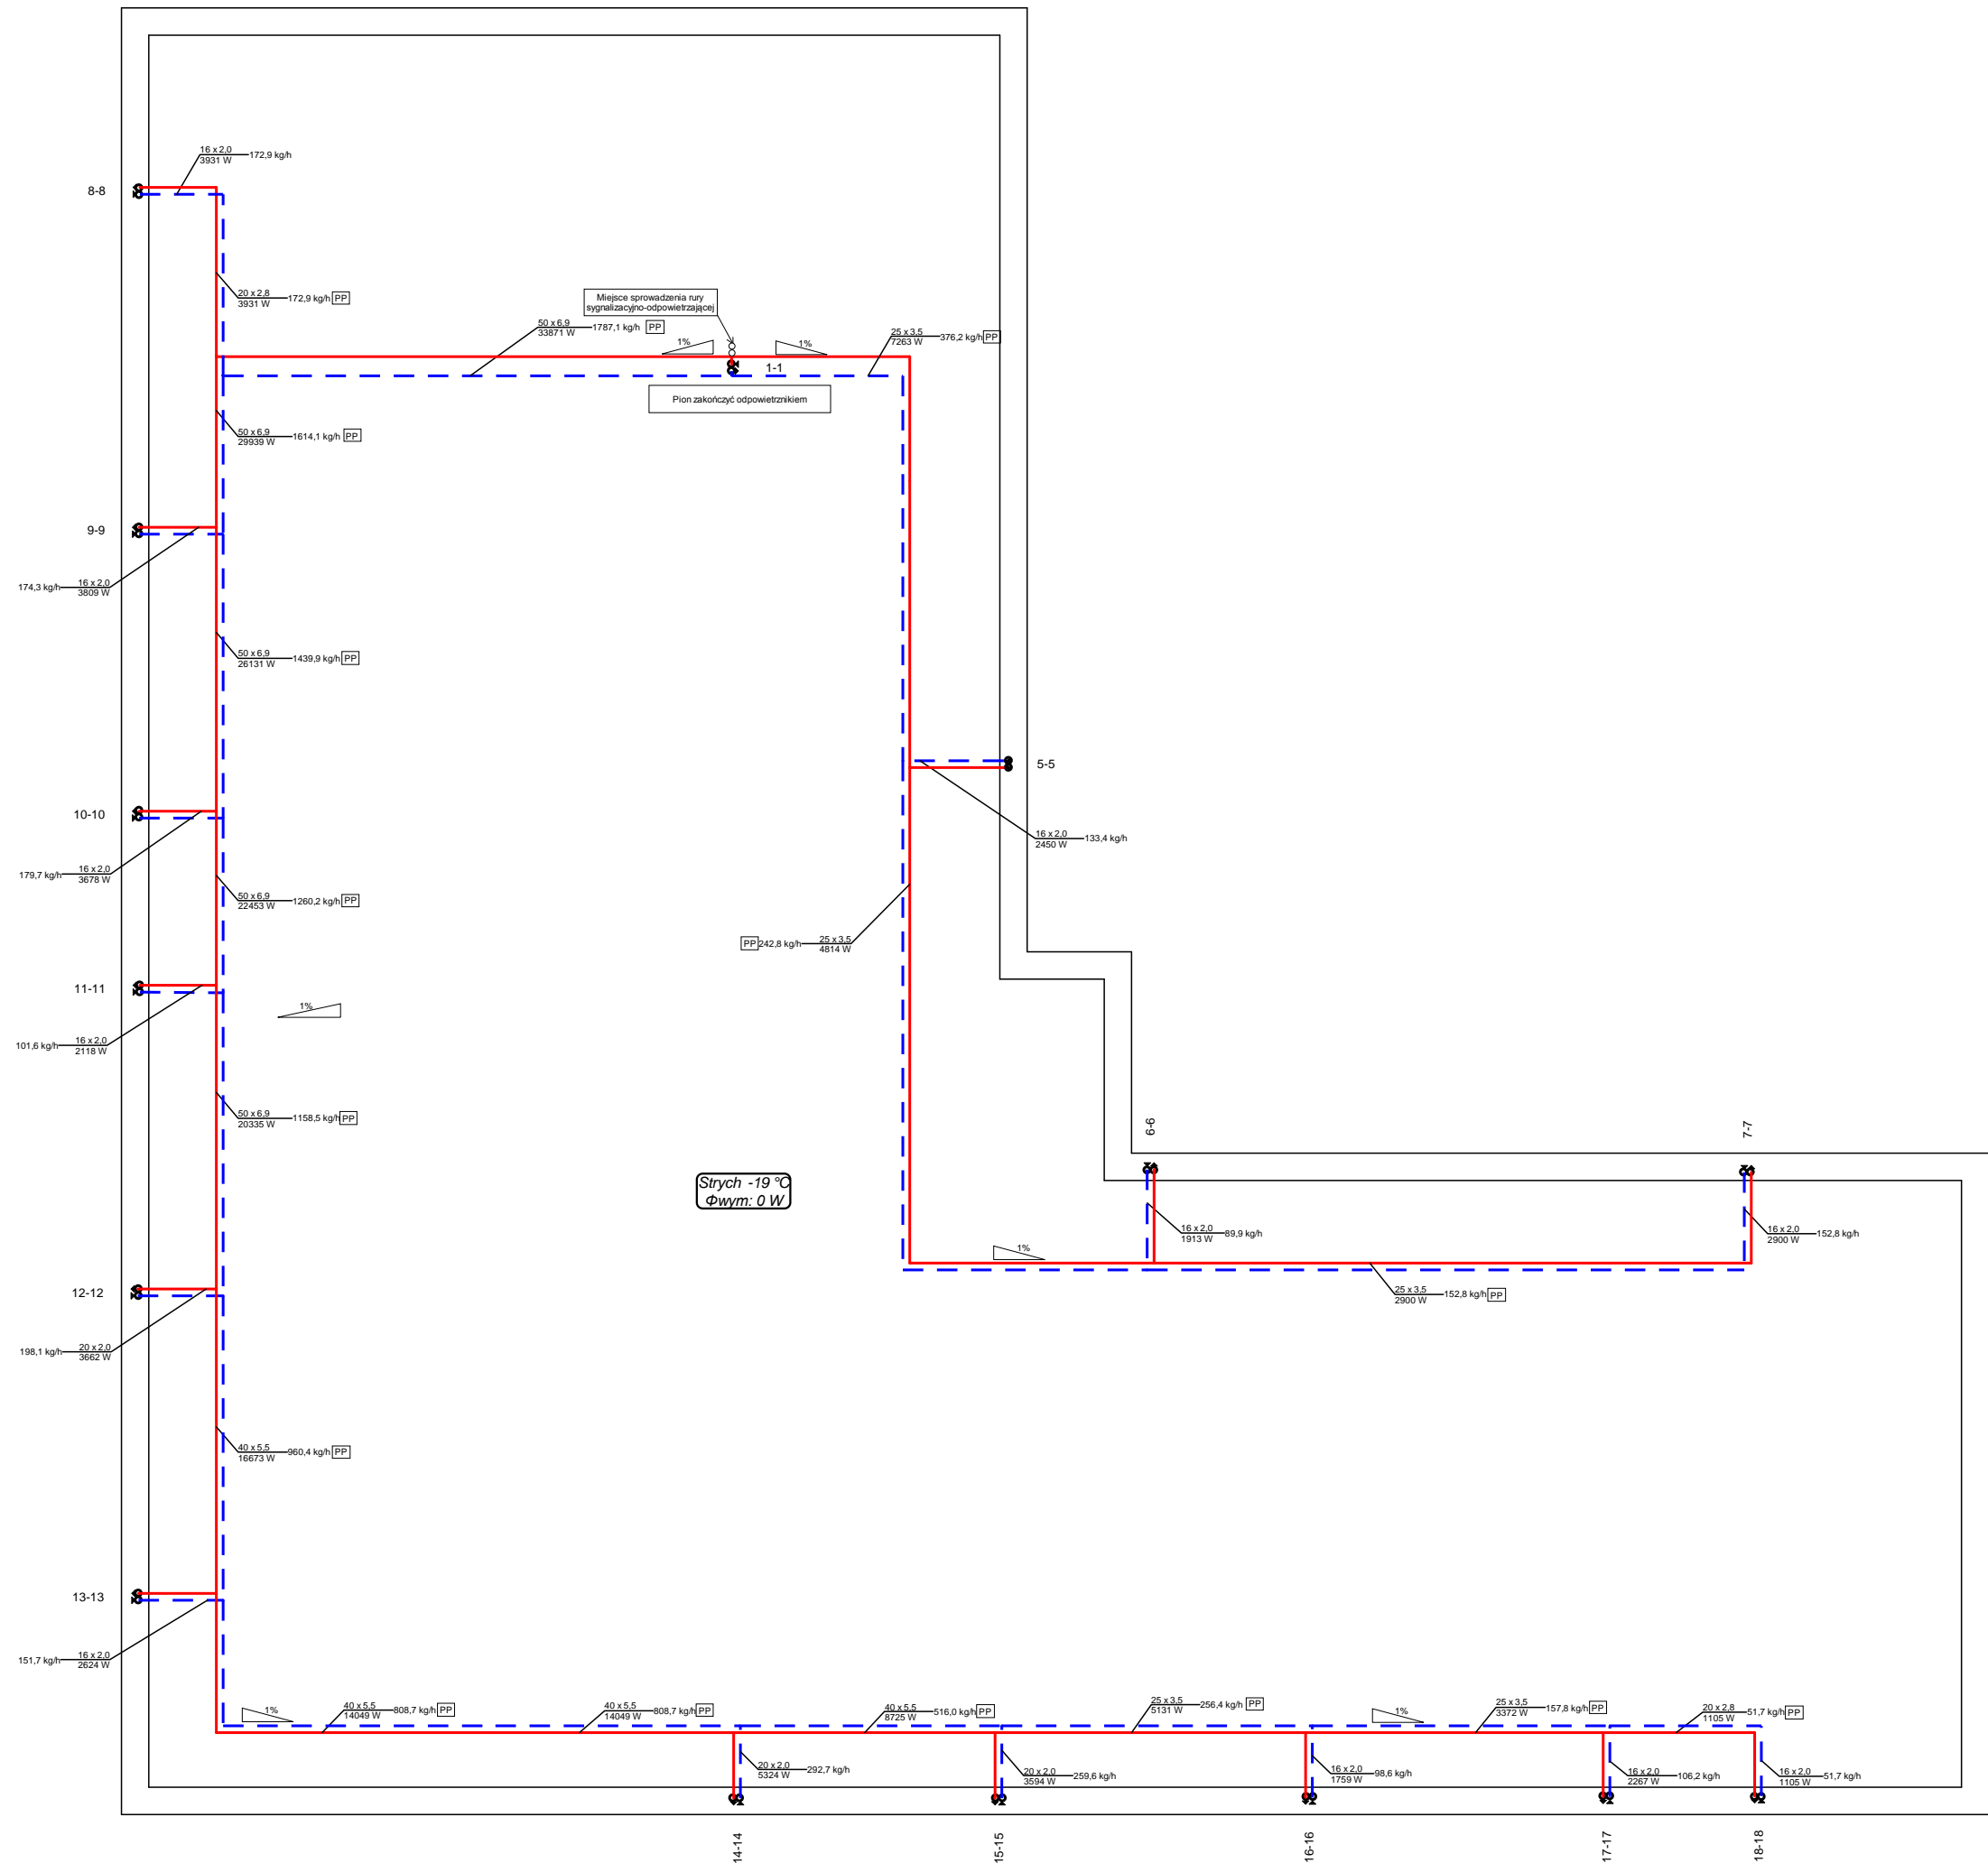 16 x 2,0
3931 W
172,9 kg/h
8-8
20 x 2,8
3931 W
172,9 kg/h
PP
Miejsce sprowadzenia rury
sygnalizacyjno-odpowietrzającej
50 x 6,9
33871 W
1787,1 kg/h
PP
1%
1%
25 x 3,5
7263 W
376,2 kg/h
PP
1-1
Pion zakończyć odpowietrznikiem
50 x 6,9
29939 W
1614,1 kg/h
PP
9-9
174,3 kg/h
16 x 2,0
3809 W
50 x 6,9
26131 W
1439,9 kg/h
PP
5-5
10-10
16 x 2,0
2450 W
133,4 kg/h
179,7 kg/h
16 x 2,0
3678 W
50 x 6,9
22453 W
1260,2 kg/h
PP
PP
242,8 kg/h
25 x 3,5
4814 W
11-11
1%
101,6 kg/h
16 x 2,0
2118 W
50 x 6,9
20335 W
1158,5 kg/h
PP
6-6
7-7
Strych -19 °C
Φwym: 0 W
16 x 2,0
1913 W
89,9 kg/h
16 x 2,0
2900 W
152,8 kg/h
1%
12-12
25 x 3,5
2900 W
152,8 kg/h
PP
198,1 kg/h
20 x 2,0
3662 W
40 x 5,5
16673 W
960,4 kg/h
PP
13-13
151,7 kg/h
16 x 2,0
2624 W
1%
40 x 5,5
14049 W
808,7 kg/h
PP
40 x 5,5
14049 W
808,7 kg/h
PP
40 x 5,5
8725 W
516,0 kg/h
PP
25 x 3,5
5131 W
256,4 kg/h
PP
1%
25 x 3,5
3372 W
157,8 kg/h
PP
20 x 2,8
1105 W
51,7 kg/h
PP
20 x 2,0
5324 W
292,7 kg/h
20 x 2,0
3594 W
259,6 kg/h
16 x 2,0
1759 W
98,6 kg/h
16 x 2,0
2267 W
106,2 kg/h
16 x 2,0
1105 W
51,7 kg/h
14-14
15-15
16-16
17-17
18-18